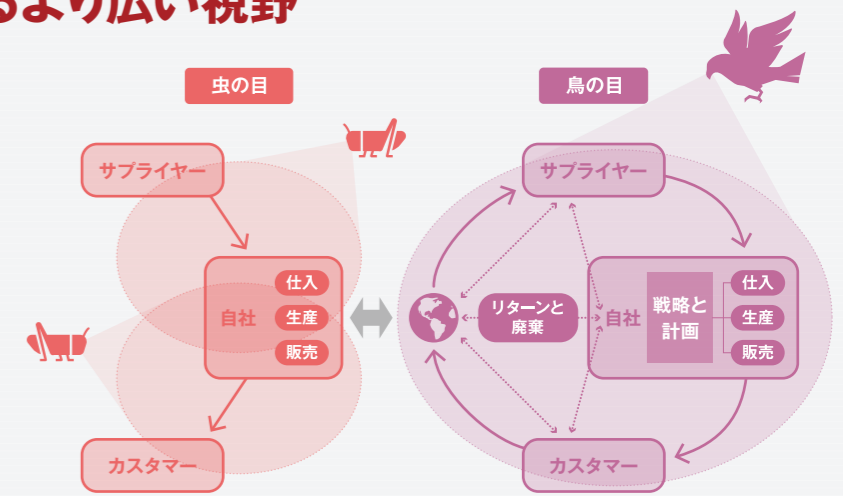 るより広い視野
虫の目
サプライヤー
自社
仕入
生産
販売
カスタマー
鳥の目
サプライヤー
リターンと
廃棄
自社
戦略と
計画
仕入
生産
販売
カスタマー